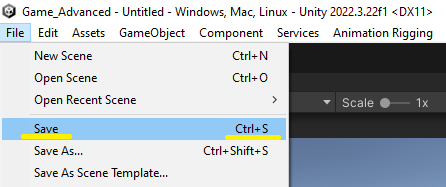 Game_Advanced - Untitled - Windows, Mac, Linux - Unity 2022.3.22f1 <DX11>
File Edit Assets GameObject Component Services Animation Rigging
New Scene Ctrl+N
Open Scene Ctrl+O
Open Recent Scene
Scale 1x
Save Ctrl+S
Save As... Ctrl+Shift+S
Save As Scene Template...